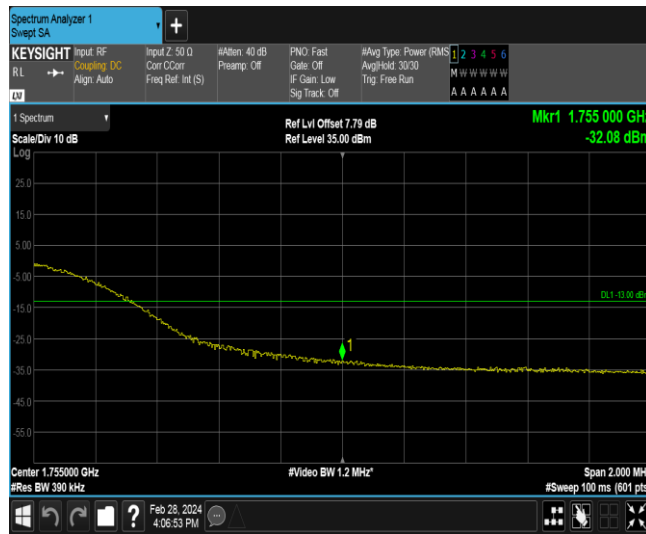 Spectrum Analyzer 1
Swept SA
+
KEYSIGHT
RL
LXI
Input: RF
Coupling: DC
Align: Auto
Input Z: 50 Ω
Corr CCorr
Freq Ref: Int (S)
#Atten: 40 dB
Preamp: Off
PNO: Fast
Gate: Off
IF Gain: Low
Sig Track: Off
#Avg Type: Power (RMS
Avg|Hold: 30/30
Trig: Free Run
1 2 3 4 5 6
M W W W W W
A A A A A A
1 Spectrum
Scale/Div 10 dB
Ref Lvl Offset 7.79 dB
Ref Level 35.00 dBm
Mkr1 1.755 000 GHz
-32.08 dBm
Log
25.0
15.0
5.00
-5.00
-15.0
-25.0
-35.0
-45.0
-55.0
DL1 -13.00 dBm
1
Center 1.755000 GHz
#Res BW 390 kHz
#Video BW 1.2 MHz*
Span 2.000 MH
#Sweep 100 ms (601 pts
?
Feb 28, 2024
4:06:53 PM